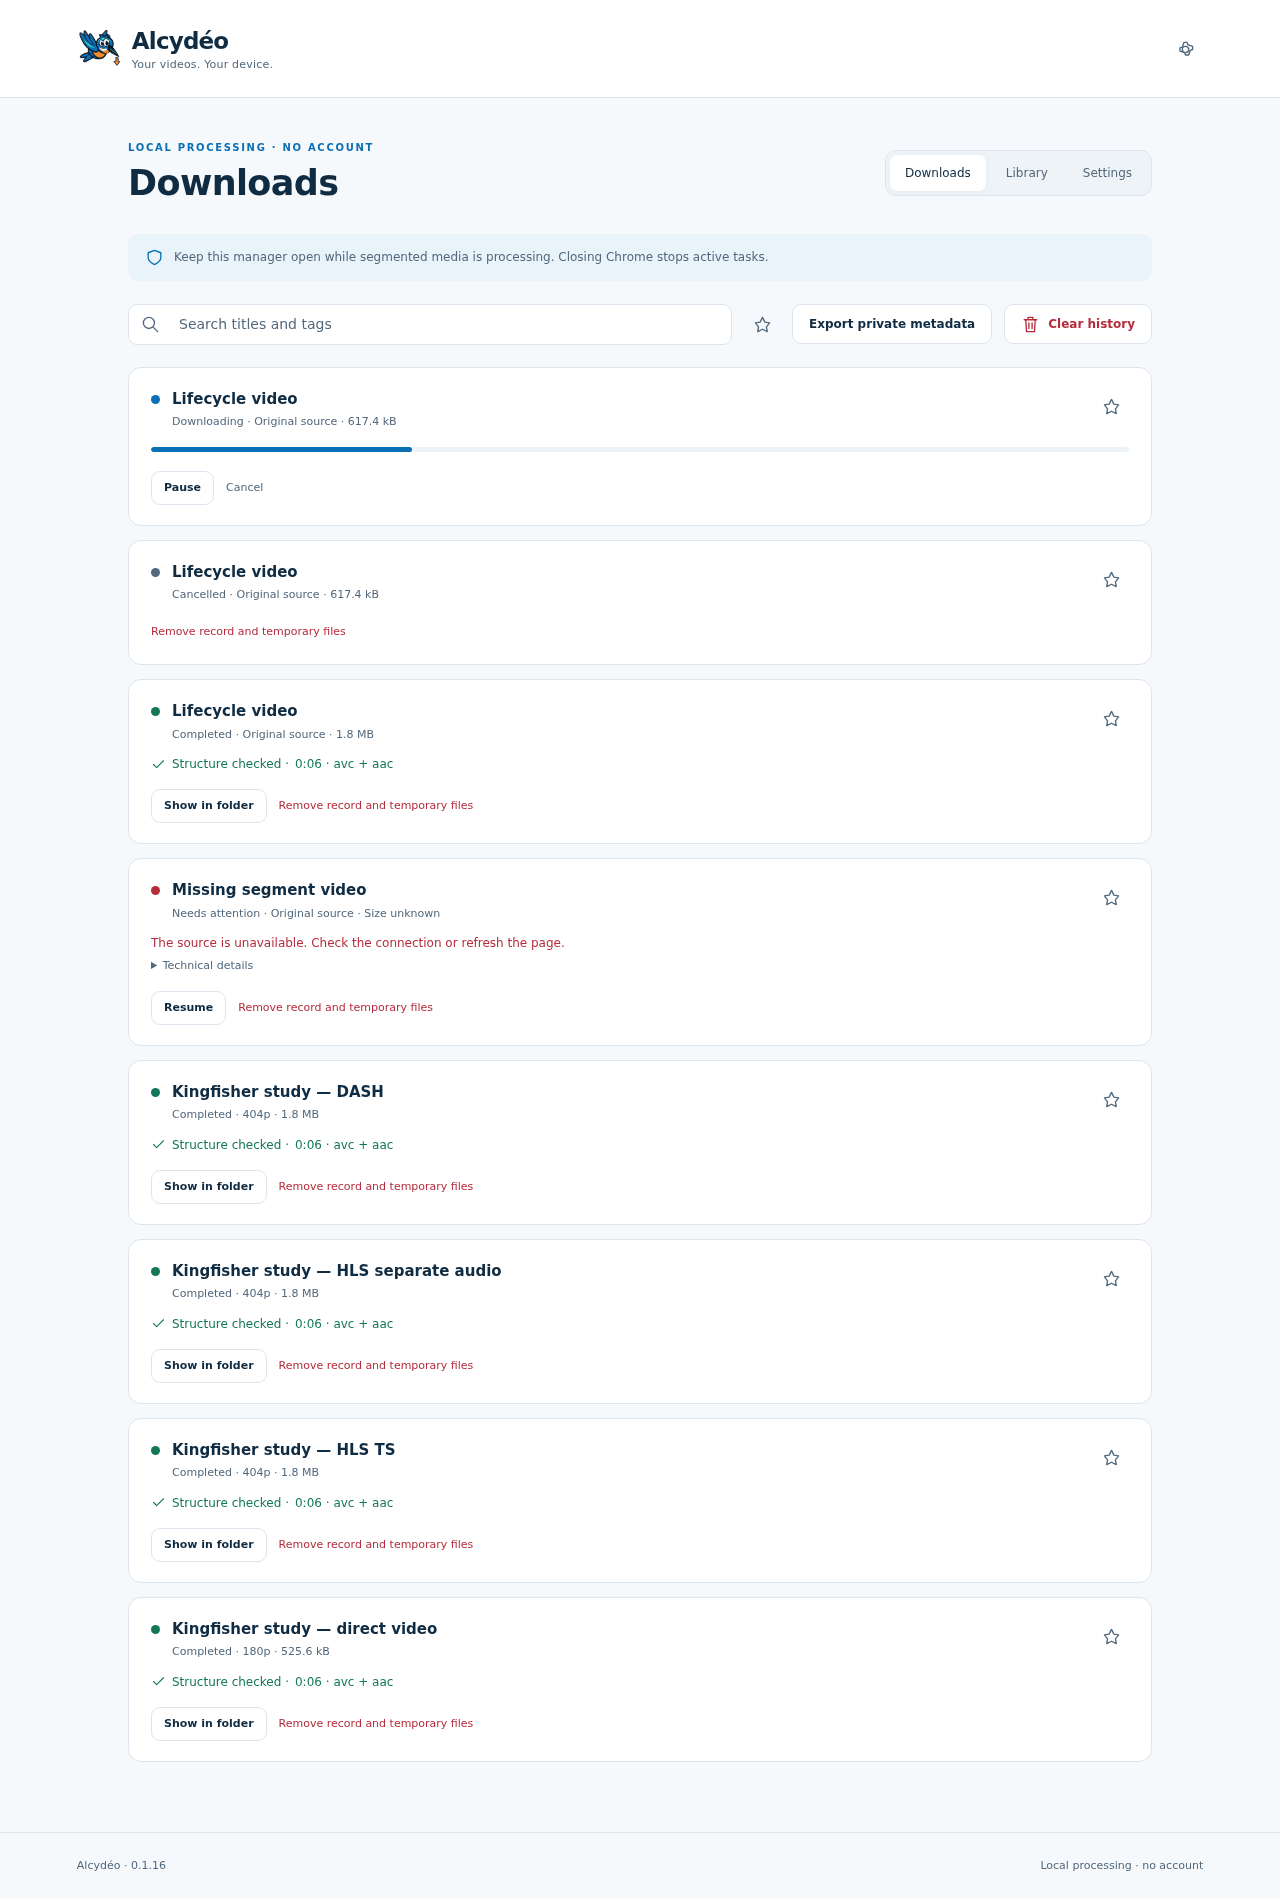 Alcydéo
Your videos. Your device.
LOCAL PROCESSING · NO ACCOUNT
Downloads
Downloads Library Settings
Keep this manager open while segmented media is processing. Closing Chrome stops active tasks.
Search titles and tags
Export private metadata
Clear history
Lifecycle video
Downloading · Original source · 617.4 kB
Pause Cancel
Lifecycle video
Cancelled · Original source · 617.4 kB
Remove record and temporary files
Lifecycle video
Completed · Original source · 1.8 MB
Structure checked · 0:06 · avc + aac
Show in folder Remove record and temporary files
Missing segment video
Needs attention · Original source · Size unknown
The source is unavailable. Check the connection or refresh the page.
Technical details
Resume Remove record and temporary files
Kingfisher study — DASH
Completed · 404p · 1.8 MB
Structure checked · 0:06 · avc + aac
Show in folder Remove record and temporary files
Kingfisher study — HLS separate audio
Completed · 404p · 1.8 MB
Structure checked · 0:06 · avc + aac
Show in folder Remove record and temporary files
Kingfisher study — HLS TS
Completed · 404p · 1.8 MB
Structure checked · 0:06 · avc + aac
Show in folder Remove record and temporary files
Kingfisher study — direct video
Completed · 180p · 525.6 kB
Structure checked · 0:06 · avc + aac
Show in folder Remove record and temporary files
Alcydéo · 0.1.16
Local processing · no account